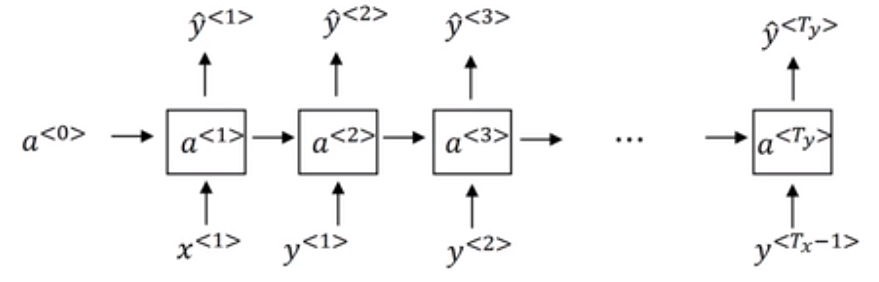 ŷ<1> ŷ<2> ŷ<3> ŷ<Ty>
a<0> a<1> a<2> a<3> ... a<Ty>
x<1> y<1> y<2> y<Tx−1>